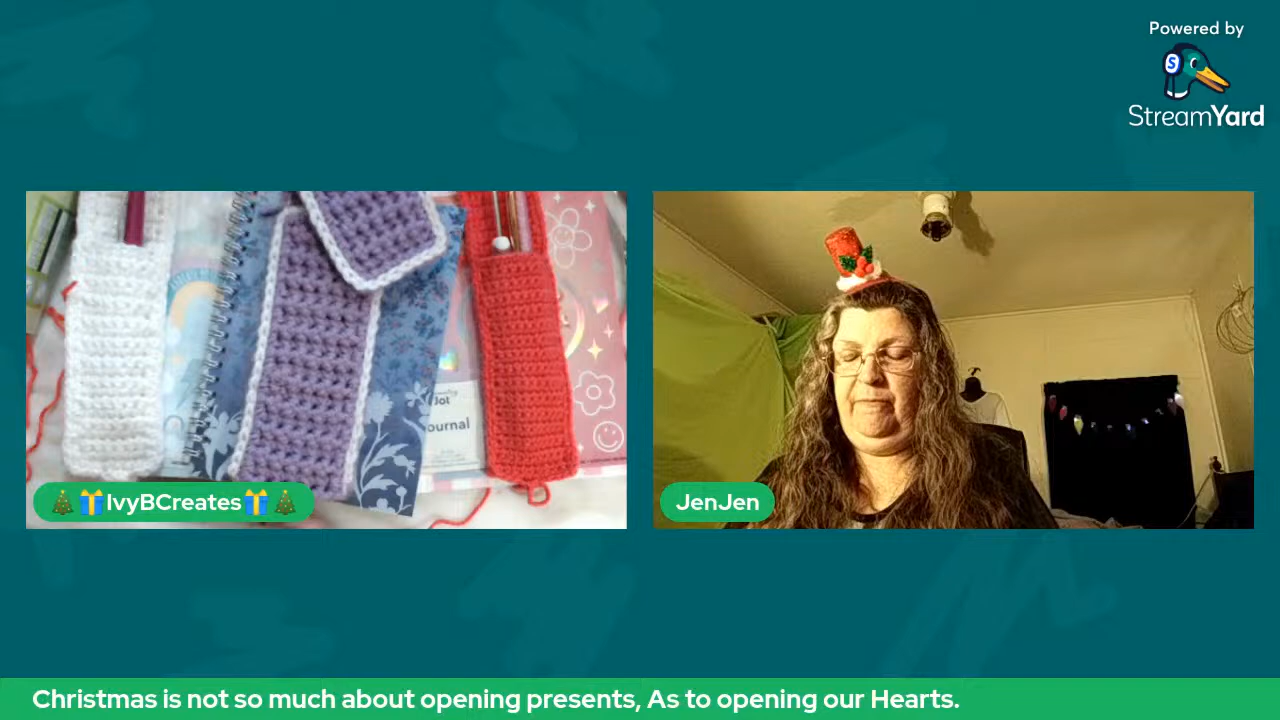 Powered by
S
StreamYard
Jot
ournal
🎄🎁IvyBCreates🎁🎄
JenJen
Christmas is not so much about opening presents, As to opening our Hearts.